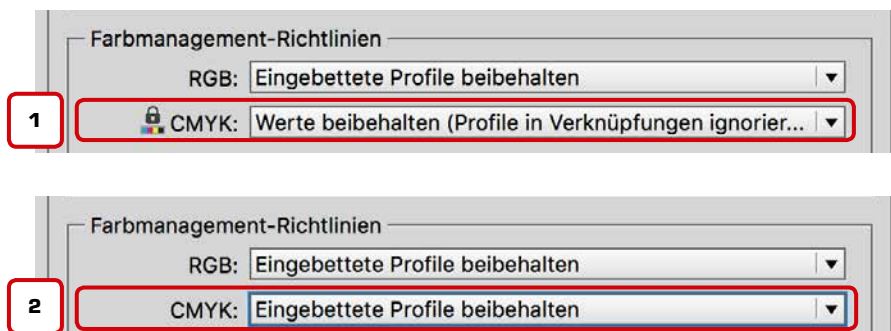 Farbmanagement-Richtlinien
RGB: Eingebettete Profile beibehalten
1 CMYK: Werte beibehalten (Profile in Verknüpfungen ignorier...
Farbmanagement-Richtlinien
RGB: Eingebettete Profile beibehalten
2 CMYK: Eingebettete Profile beibehalten